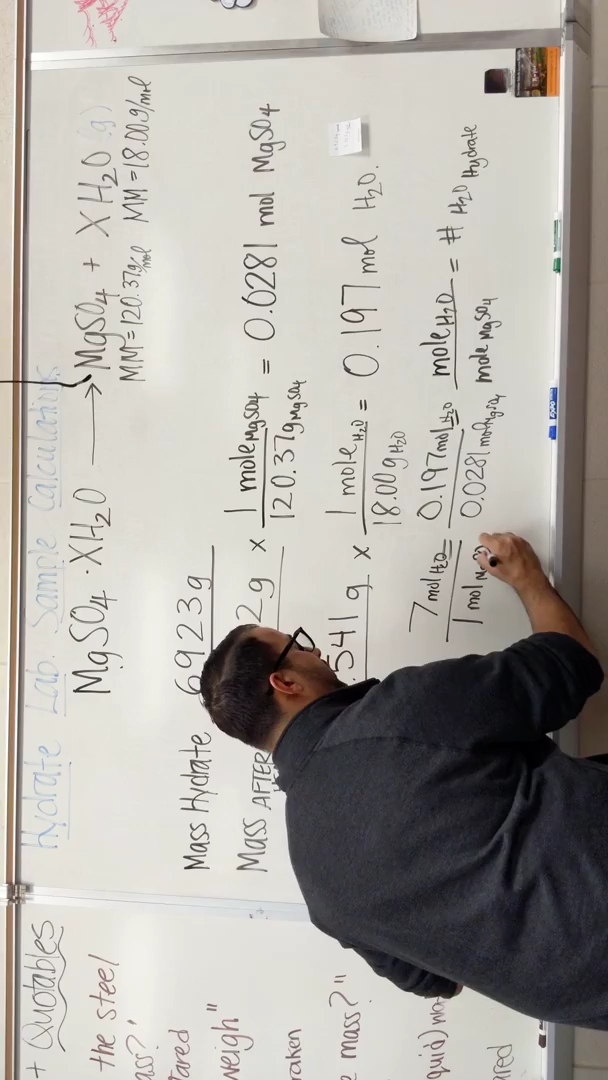 Hydrate Lab. Sample Calculations
MgSO₄ · XH₂O ⟶ MgSO₄ + XH₂O (g)
MM = 120.37g/mol MM = 18.00g/mol
Mass Hydrate 6.923g
Mass AFTER 2g × 1 mole MgSO₄ / 120.37g MgSO₄ = 0.0281 mol MgSO₄
.541 g × 1 mole H₂O / 18.00g H₂O = 0.197 mol H₂O.
7 mol H₂O / 1 mol = 0.197 mol H₂O / 0.0281 mol MgSO₄ mole H₂O / mole MgSO₄ = # H₂O Hydrate
+ Quotables
the steel
ass?"
tared
weigh"
mass?"
quid)
EXPO